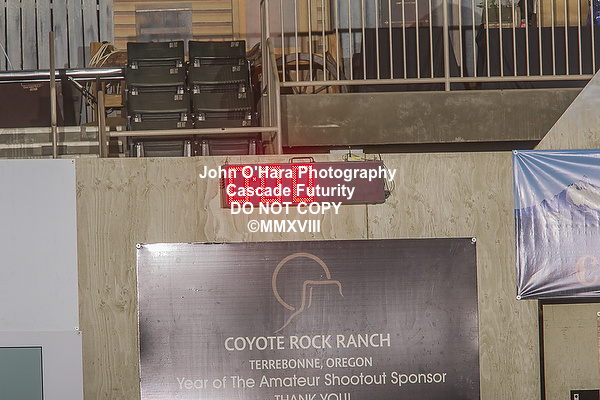 John O'Hara Photography
Cascade Futurity
DO NOT COPY
©MMXVIII
COYOTE ROCK RANCH
TERREBONNE, OREGON
Year of The Amateur Shootout Sponsor
THANK YOU!